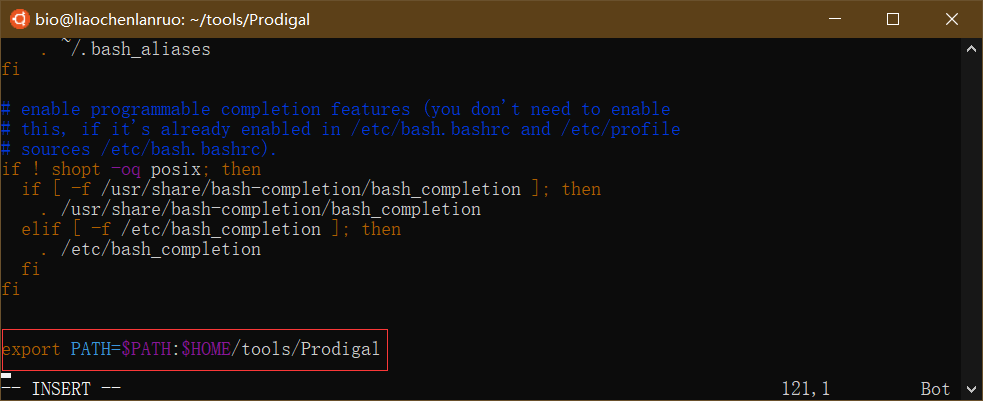 bio@liaochenlanruo: ~/tools/Prodigal
    . ~/.bash_aliases
fi
# enable programmable completion features (you don't need to enable
# this, if it's already enabled in /etc/bash.bashrc and /etc/profile
# sources /etc/bash.bashrc).
if ! shopt -oq posix; then
  if [ -f /usr/share/bash-completion/bash_completion ]; then
    . /usr/share/bash-completion/bash_completion
  elif [ -f /etc/bash_completion ]; then
    . /etc/bash_completion
  fi
fi
export PATH=$PATH:$HOME/tools/Prodigal
-- INSERT -- 121,1 Bot